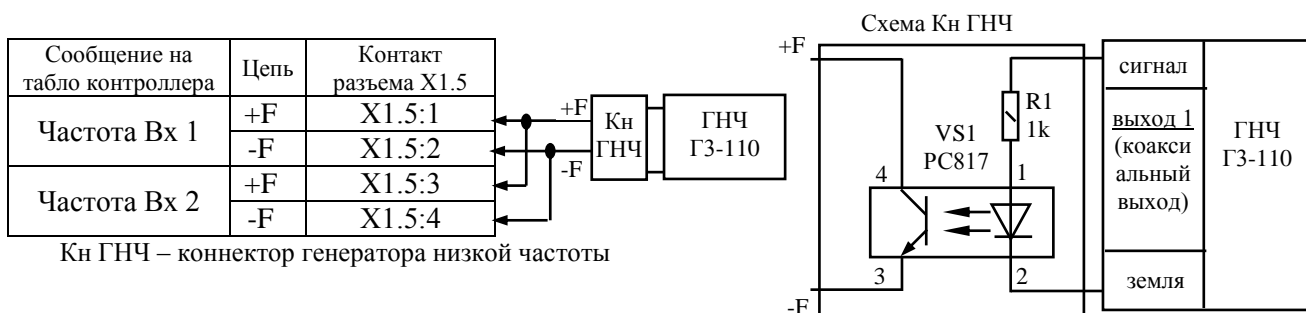 Сообщение на табло контроллера
Цепь
Контакт разъема X1.5
Частота Вх 1
+F
X1.5:1
-F
X1.5:2
Частота Вх 2
+F
X1.5:3
-F
X1.5:4
+F
-F
Кн ГНЧ
ГНЧ
Г3-110
Кн ГНЧ – коннектор генератора низкой частоты
Схема Кн ГНЧ
+F
-F
VS1
PC817
R1
1k
4
1
3
2
сигнал
выход 1
(коакси
альный
выход)
земля
ГНЧ
Г3-110